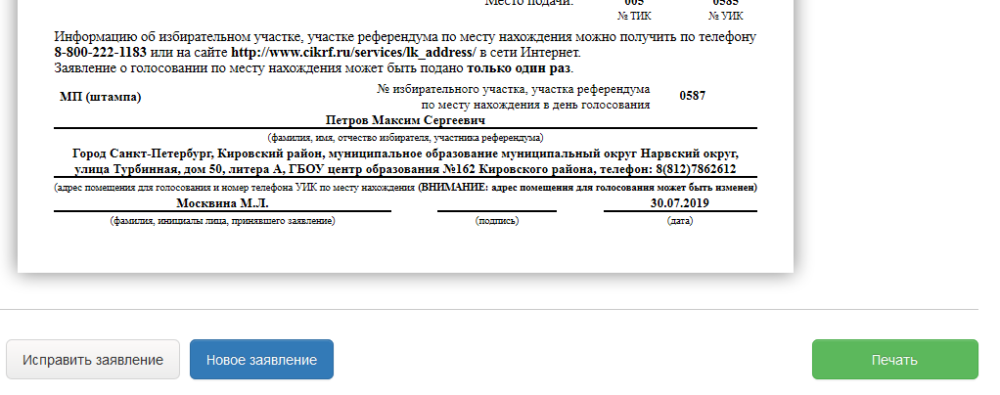 Место подачи:
005
0585
№ ТИК
№ УИК
Информацию об избирательном участке, участке референдума по месту нахождения можно получить по телефону
8-800-222-1183 или на сайте http://www.cikrf.ru/services/lk_address/ в сети Интернет.
Заявление о голосовании по месту нахождения может быть подано только один раз.
МП (штампа)
№ избирательного участка, участка референдума
по месту нахождения в день голосования
0587
Петров Максим Сергеевич
(фамилия, имя, отчество избирателя, участника референдума)
Город Санкт-Петербург, Кировский район, муниципальное образование муниципальный округ Нарвский округ,
улица Турбинная, дом 50, литера А, ГБОУ центр образования №162 Кировского района, телефон: 8(812)7862612
(адрес помещения для голосования и номер телефона УИК по месту нахождения (ВНИМАНИЕ: адрес помещения для голосования может быть изменен)
Москвина М.Л.
30.07.2019
(фамилия, инициалы лица, принявшего заявление)
(подпись)
(дата)
Исправить заявление
Новое заявление
Печать